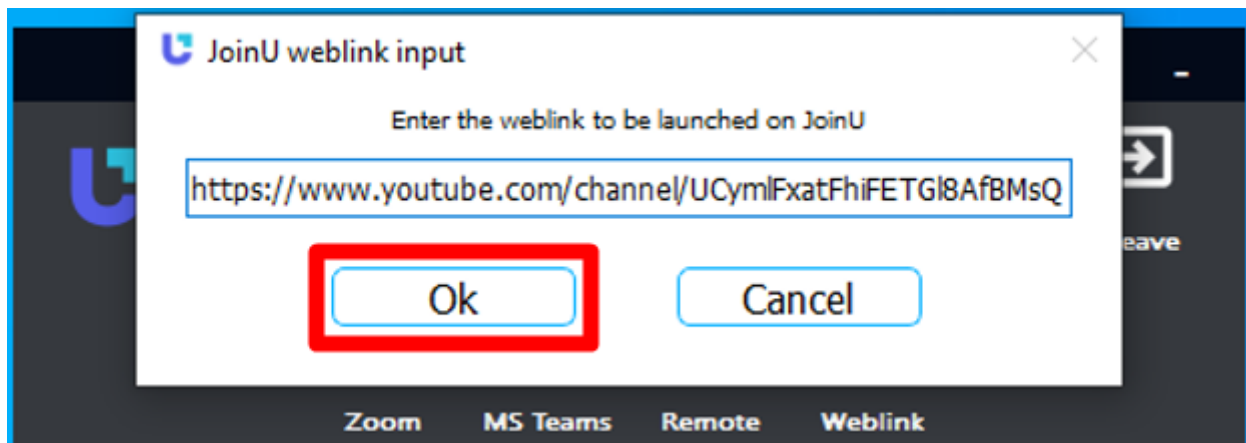 JoinU weblink input
Enter the weblink to be launched on JoinU
https://www.youtube.com/channel/UCymlFxatFhiFETGl8AfBMsQ
eave
Ok Cancel
Zoom MS Teams Remote Weblink